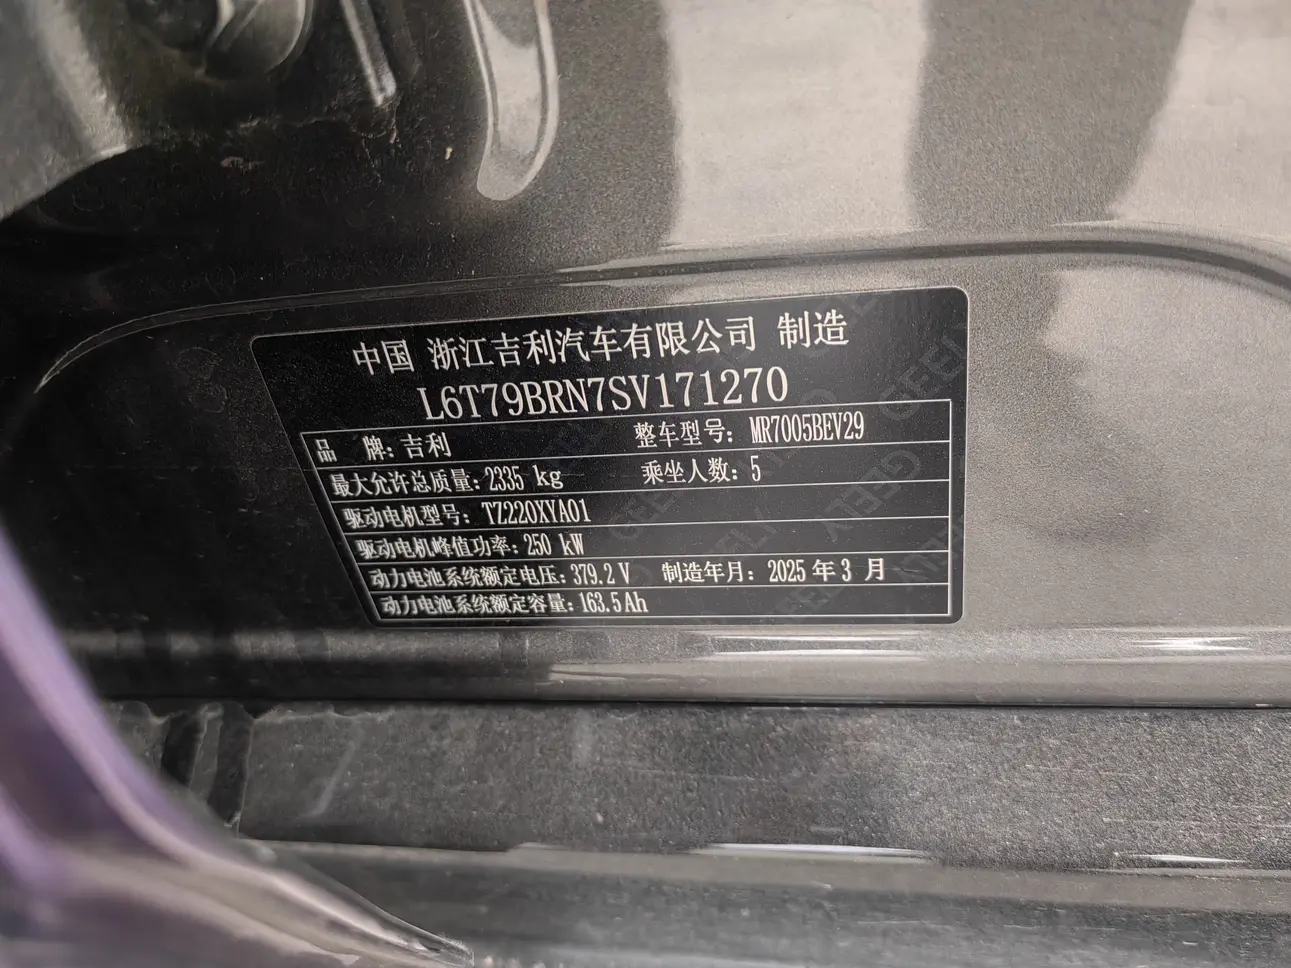 中国 浙江吉利汽车有限公司 制造
L6T79BRN7SV171270
品 牌: 吉利 整车型号: MR7005BEV29
最大允许总质量: 2335 kg 乘坐人数: 5
驱动电机型号: TZ220XYA01
驱动电机峰值功率: 250 kW
动力电池系统额定电压: 379.2 V 制造年月: 2025 年 3 月
动力电池系统额定容量: 163.5 Ah